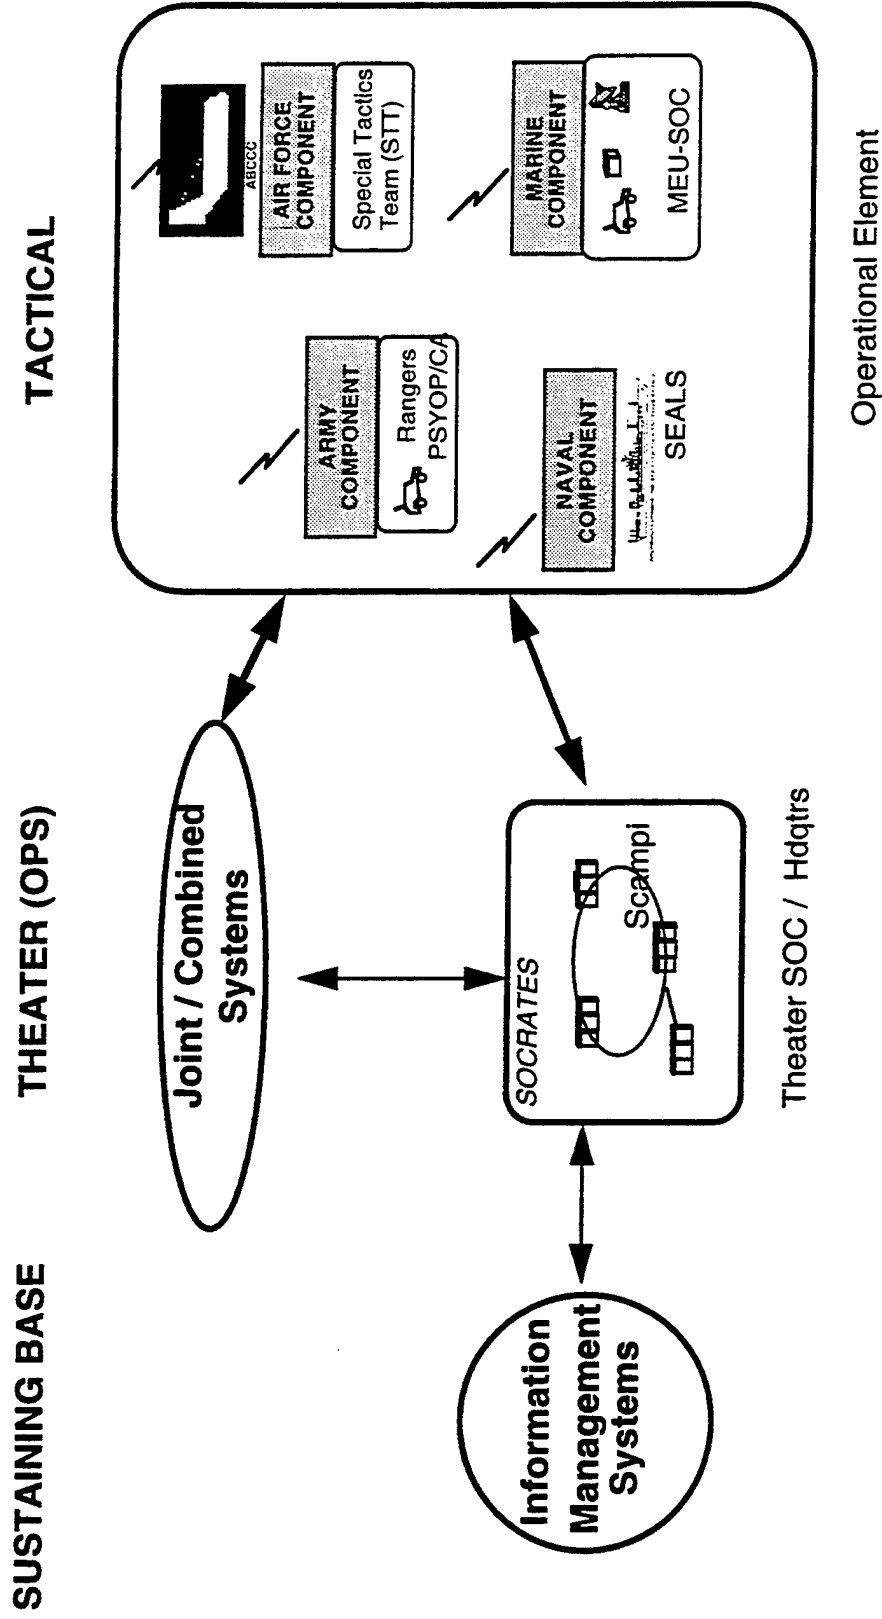 SUSTAINING BASE
THEATER (OPS)
TACTICAL
Joint / Combined
Systems
Information
Management
Systems
SOCRATES
Scampi
Theater SOC / Hdqtrs
ARMY
COMPONENT
Rangers
PSYOP/CA
ABCCC
AIR FORCE
COMPONENT
Special Tactics
Team (STT)
NAVAL
COMPONENT
SEALS
MARINE
COMPONENT
MEU-SOC
Operational Element